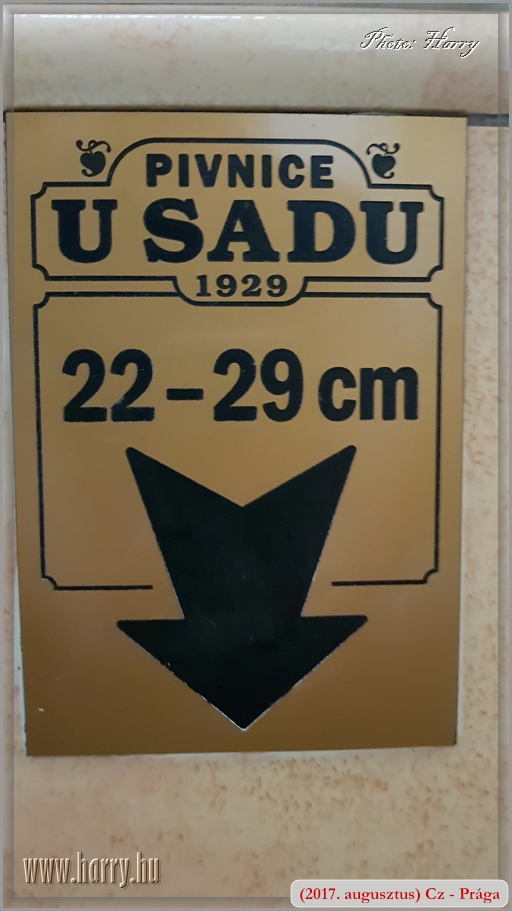 Photo: Harry
PIVNICE
U SADU
1929
22-29 cm
www.harry.hu
(2017. augusztus) Cz - Prága